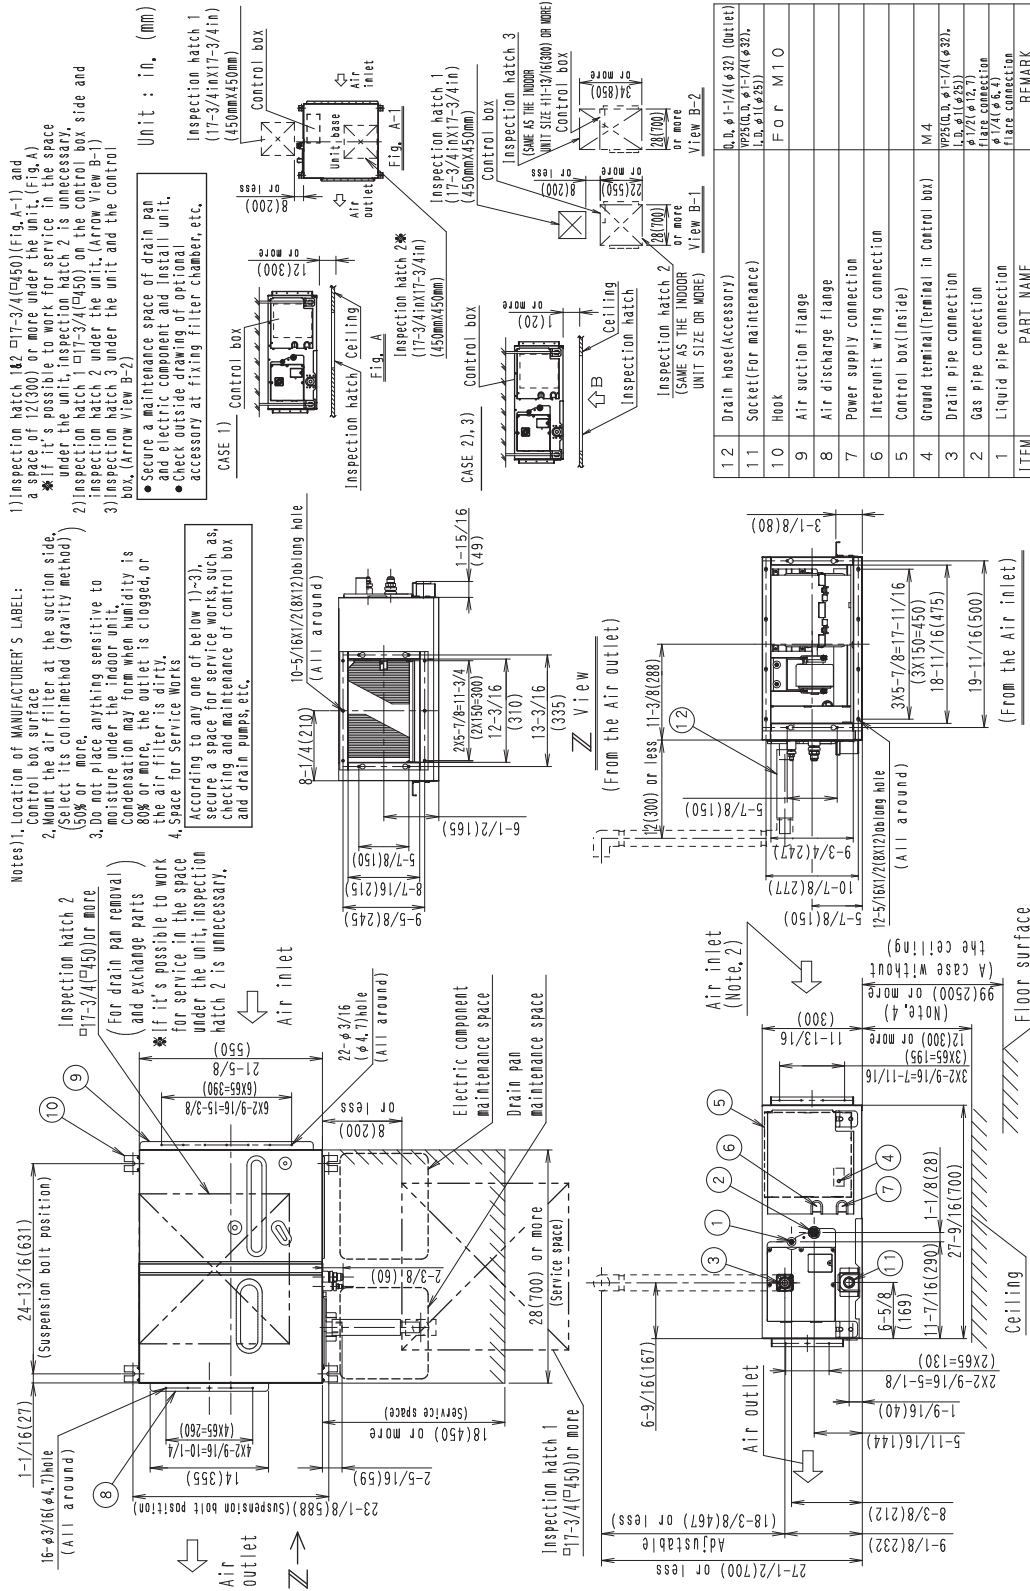 Notes)1. Location of MANUFACTURER'S LABEL:
Control box surface
2. Mount the air filter at the suction side.
(Select its colorimethod (gravity method)
50% or more.)
3. Do not place anything sensitive to
moisture under the indoor unit.
Condensation may form when humidity is
80% or more, the outlet is clogged, or
the air filter is dirty.
4. Space for Service Works
According to any one of below 1)~3),
secure a space for service works, such as,
checking and maintenance of control box
and drain pumps, etc.
1)Inspection hatch 1&2 □17-3/4(□450)(Fig. A-1) and
a space of 12(300) or more under the unit. (Fig. A)
※If it's possible to work for service in the space
under the unit, inspection hatch 2 is unnecessary.
2)Inspection hatch 1 □17-3/4(□450) on the control box side and
inspection hatch 2 under the unit. (Arrow View B-1)
3)Inspection hatch 3 under the unit and the control
box. (Arrow View B-2)
● Secure a maintenance space of drain pan
and electric component and Install unit.
● Check outside drawing of optional
accessory at fixing filter chamber, etc.
Unit : in. (mm)
CASE 1)
Control box
12(300)
or more
Inspection hatch
Ceiling
Fig. A
8(200)
or less
Inspection hatch 1
(17-3/4inX17-3/4in)
(450mmX450mm)
Control box
Unit base
Air
inlet
Air
outlet
Fig. A-1
Inspection hatch 2※
(17-3/4inX17-3/4in)
(450mmX450mm)
CASE 2), 3)
Control box
1(20)
or more
B
Ceiling
Inspection hatch
Inspection hatch 1
(17-3/4inX17-3/4in)
(450mmX450mm)
Control box
8(200)
or less
22(550)
or more
28(700)
or more
View B-1
Inspection hatch 2
(SAME AS THE INDOOR
UNIT SIZE OR MORE)
Inspection hatch 3
(SAME AS THE INDOOR
UNIT SIZE +11-13/16(300) OR MORE)
Control box
34(850)
or more
28(700)
or more
View B-2
16-φ3/16(φ4.7)hole
(All around)
1-1/16(27)
24-13/16(631)
(Suspension bolt position)
10
9
8
Inspection hatch 2
□17-3/4(□450)or more
(For drain pan removal
and exchange parts)
※If it's possible to work
for service in the space
under the unit, inspection
hatch 2 is unnecessary.
Air inlet
Air
outlet
Z
23-1/8(588)(Suspension bolt position)
14(355)
4X2-9/16=10-1/4
(4X65=260)
21-5/8
(550)
6X2-9/16=15-3/8
(6X65=390)
22-φ3/16
(φ4.7)hole
(All around)
8(200)
or less
Electric component
maintenance space
Drain pan
maintenance space
2-5/16(59)
18(450) or more
(Service space)
2-3/8(60)
28(700) or more
(Service space)
Inspection hatch 1
□17-3/4(□450)or more
8-1/4(210)
10-5/16X1/2(8X12)oblong hole
(All around)
1-15/16
(49)
9-5/8(245)
8-7/16(215)
5-7/8(150)
6-1/2(165)
2X5-7/8=11-3/4
(2X150=300)
12-3/16
(310)
13-3/16
(335)
Z View
(From the Air outlet)
Air outlet
Air inlet
(Note. 2)
6-9/16(167)
3
1
2
6
5
4
7
11
27-1/2(700) or less
Adjustable
(18-3/8(467) or less)
9-1/8(232)
8-3/8(212)
5-11/16(144)
1-9/16(40)
2X2-9/16=5-1/8
(2X65=130)
6-5/8
(169)
11-7/16(290)
1-1/8(28)
27-9/16(700)
11-13/16
(300)
3X2-9/16=7-11/16
(3X65=195)
12(300) or more
(Note. 4)
99(2500) or more
(A case without
the ceiling)
Ceiling
Floor surface
12(300) or less
11-3/8(288)
12
5-7/8(150)
9-3/4(247)
10-7/8(277)
5-7/8(150)
12-5/16X1/2(8X12)oblong hole
(All around)
3-1/8(80)
3X5-7/8=17-11/16
(3X150=450)
18-11/16(475)
19-11/16(500)
(From the Air inlet)
12 Drain hose(Accessory) O.D. φ1-1/4(φ32) (Outlet)
11 Socket(For maintenance) VP25(O.D. φ1-1/4(φ32), I.D. φ1(φ25))
10 Hook For M10
9 Air suction flange
8 Air discharge flange
7 Power supply connection
6 Interunit wiring connection
5 Control box(Inside)
4 Ground terminal(Terminal in Control box) M4
3 Drain pipe connection VP25(O.D. φ1-1/4(φ32), I.D. φ1(φ25))
2 Gas pipe connection φ1/2(φ12.7) flare connection
1 Liquid pipe connection φ1/4(φ6.4) flare connection
ITEM PART NAME REMARK